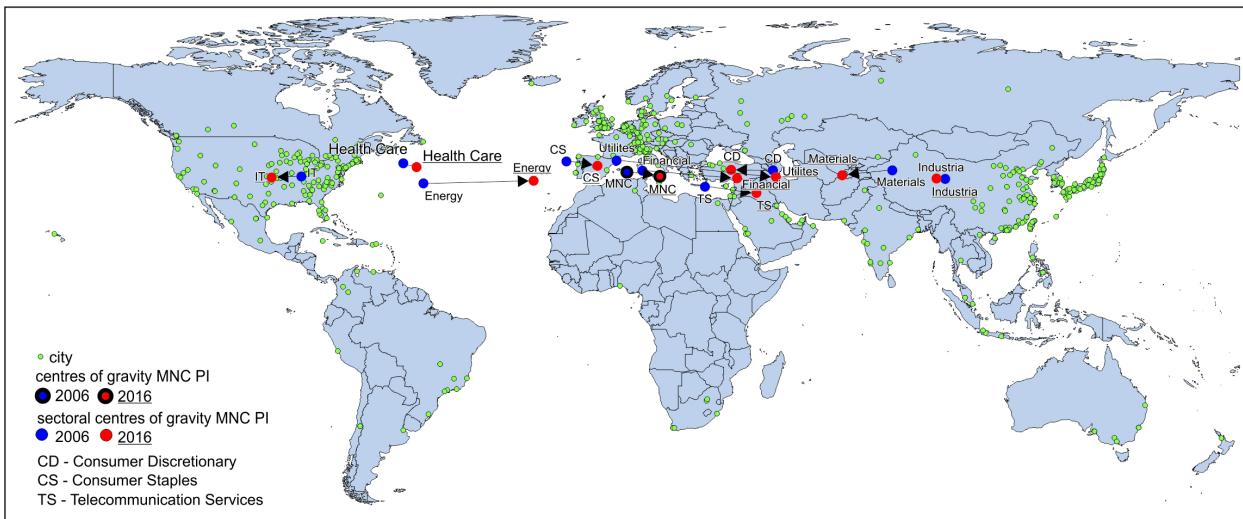 Health Care
Health Care
IT
IT
Energy
Energy
CS
CS
Utilites
Financial
MNC
MNC
TS
TS
CD
CD
Utilites
Financial
Materials
Materials
Industria
Industria
city
centres of gravity MNC PI
2006 2016
sectoral centres of gravity MNC PI
2006 2016
CD - Consumer Discretionary
CS - Consumer Staples
TS - Telecommunication Services